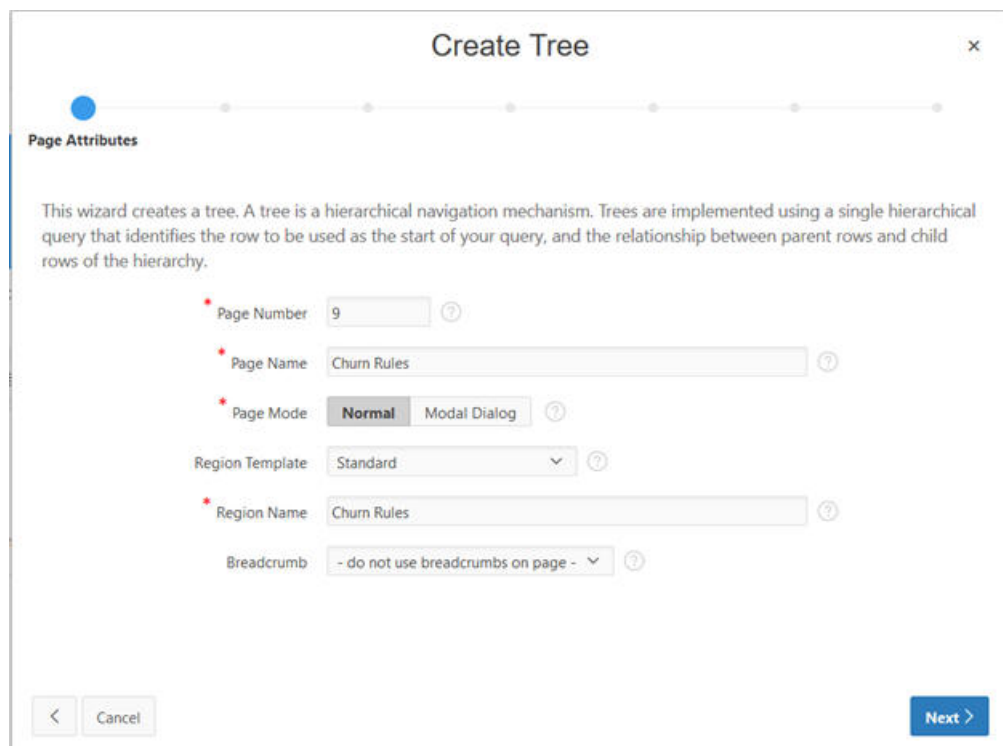 Create Tree
×
Page Attributes
This wizard creates a tree. A tree is a hierarchical navigation mechanism. Trees are implemented using a single hierarchical
query that identifies the row to be used as the start of your query, and the relationship between parent rows and child
rows of the hierarchy.
* Page Number 9 ?
* Page Name Churn Rules ?
* Page Mode Normal Modal Dialog ?
Region Template Standard ?
* Region Name Churn Rules ?
Breadcrumb - do not use breadcrumbs on page - ?
< Cancel Next >